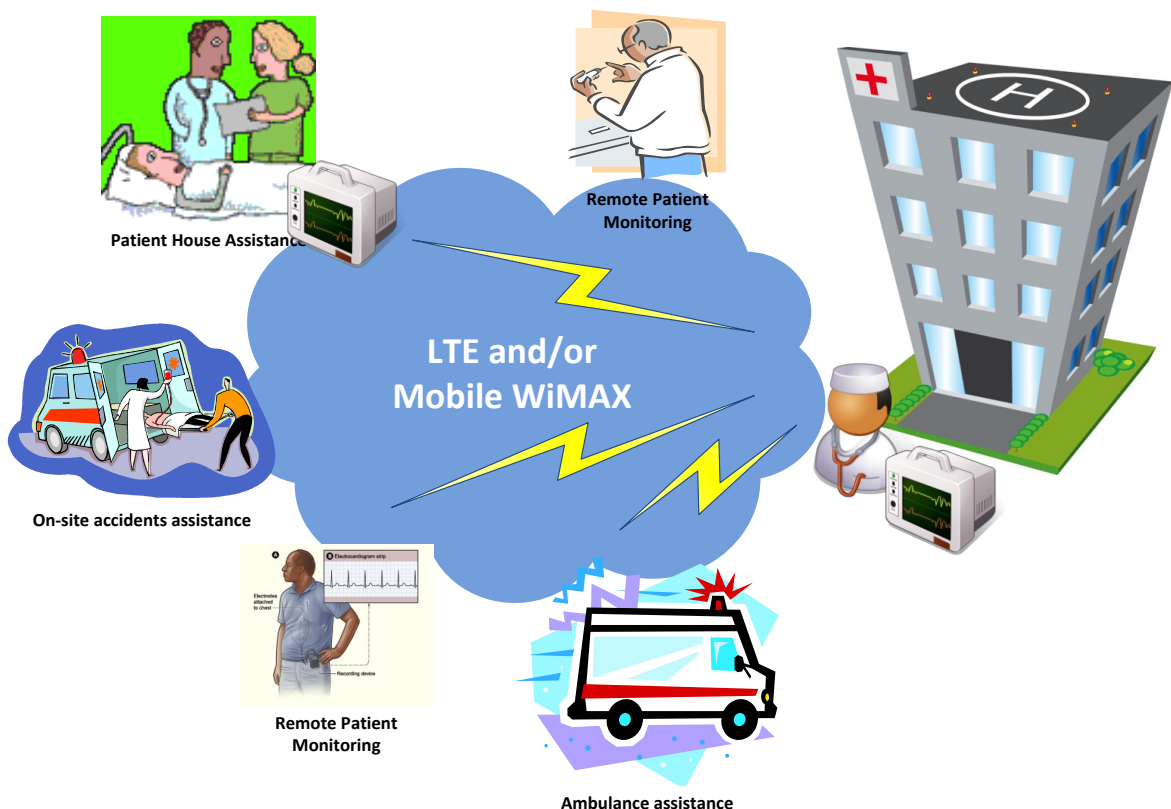 Patient House Assistance
Remote Patient
Monitoring
H
LTE and/or
Mobile WiMAX
On-site accidents assistance
A
B Electrocardiogram strip
Electrodes
attached
to chest
Recording device
Remote Patient
Monitoring
Ambulance assistance